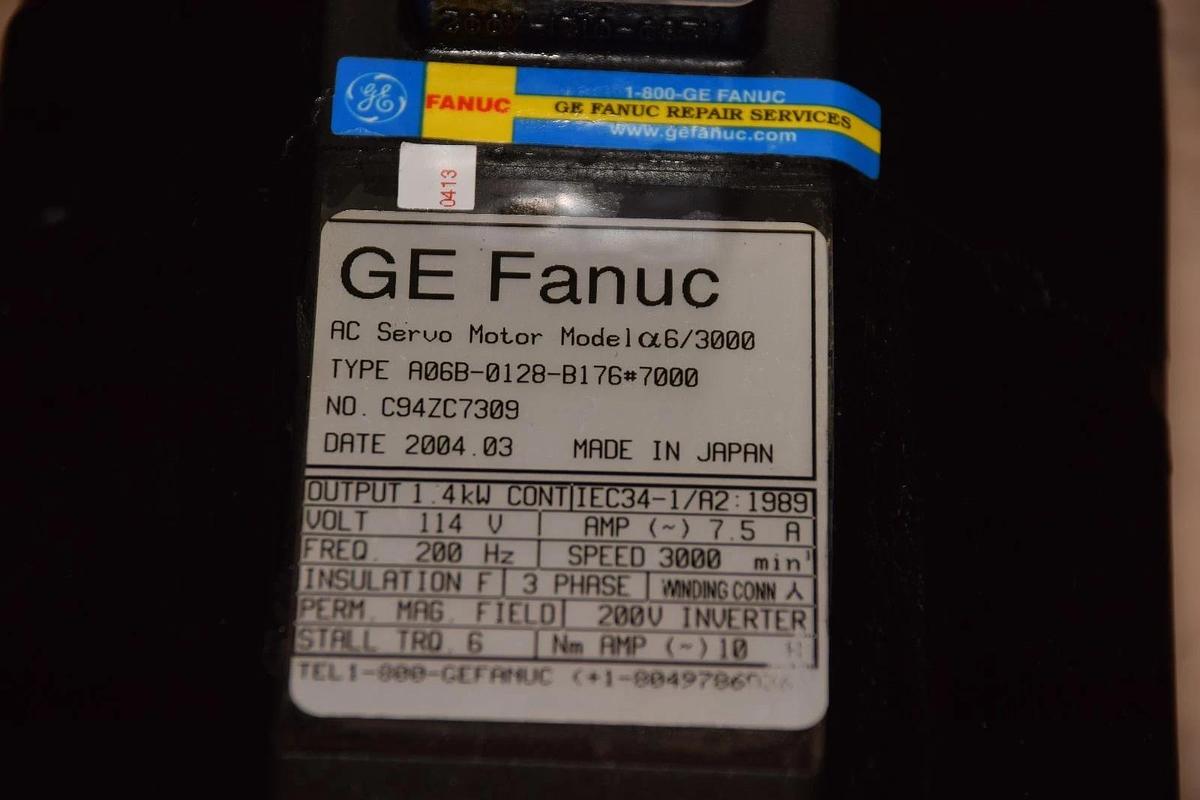 GE FANUC
1-800-GE FANUC
GE FANUC REPAIR SERVICES
www.gefanuc.com
0413
GE Fanuc
AC Servo Motor Model α6/3000
TYPE A06B-0128-B176#7000
NO. C94ZC7309
DATE 2004.03 MADE IN JAPAN
OUTPUT 1.4kW CONT IEC34-1/A2:1989
VOLT 114 V AMP (~) 7.5 A
FREQ. 200 Hz SPEED 3000 min
INSULATION F 3 PHASE WINDING CONN 人
PERM. MAG. FIELD 200V INVERTER
STALL TRQ. 6 Nm AMP (~) 10
TEL1-800-GEFANUC